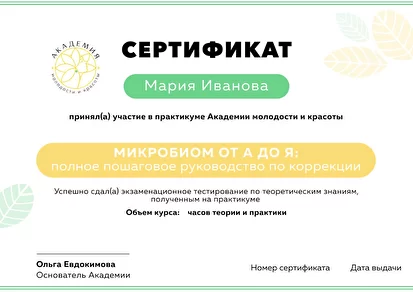 АКАДЕМИЯ
молодости и красоты
СЕРТИФИКАТ
Мария Иванова
принял(а) участие в практикуме Академии молодости и красоты
МИКРОБИОМ ОТ А ДО Я:
полное пошаговое руководство по коррекции
Успешно сдал(а) экзаменационное тестирование по теоретическим знаниям,
полученным на практикуме
Объем курса: часов теории и практики
Ольга Евдокимова
Основатель Академии
Номер сертификата
Дата выдачи